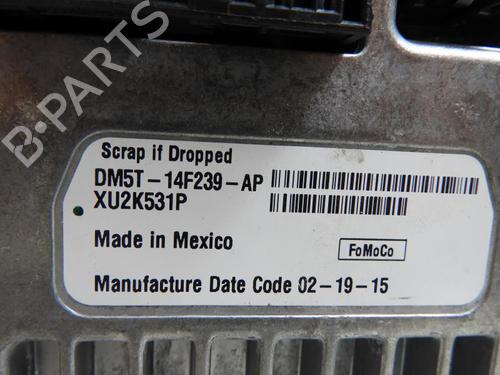 B-PARTS
Scrap if Dropped
DM5T-14F239-AP
XU2K531P
Made in Mexico
FoMoCo
Manufacture Date Code 02-19-15